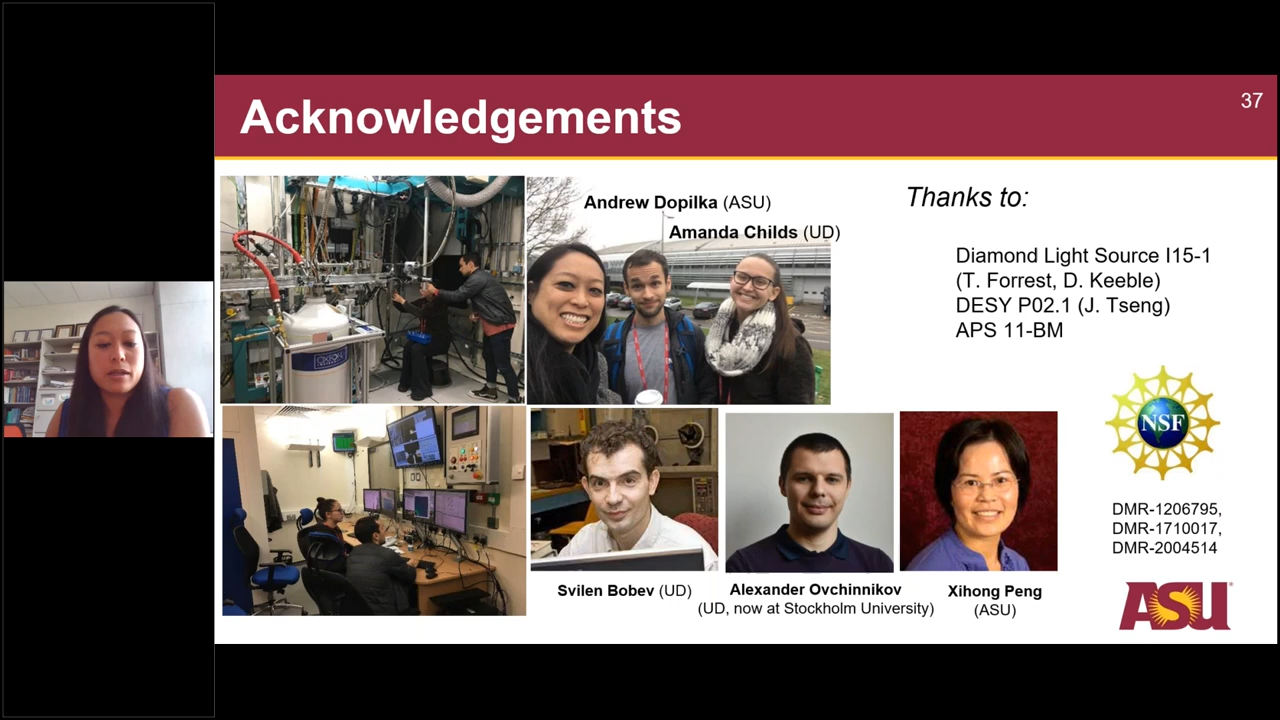 Acknowledgements
37
Andrew Dopilka (ASU)
Amanda Childs (UD)
Thanks to:
Diamond Light Source I15-1
(T. Forrest, D. Keeble)
DESY P02.1 (J. Tseng)
APS 11-BM
OXFORD
NSF
DMR-1206795,
DMR-1710017,
DMR-2004514
Svilen Bobev (UD)
Alexander Ovchinnikov
(UD, now at Stockholm University)
Xihong Peng
(ASU)
ASU